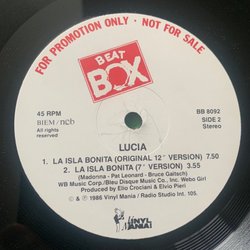 FOR PROMOTION ONLY · NOT FOR SALE
BEAT
BOX
45 RPM
BIEM/ncb
All rights
reserved
BB 8092
SIDE 2
Stereo
LUCIA
1. LA ISLA BONITA (ORIGINAL 12" VERSION) 7.50
2. LA ISLA BONITA (7" VERSION) 3.55
(Madonna - Pat Leonard - Bruce Gaitsch)
WB Music Corp./Bleu Disque Music Co., Inc. Webo Girl
Produced by Elio Crociani & Elvio Pieri
℗ & © 1986 Vinyl Mania / Radio Studio Int. 105.
VINYL
MANIA!